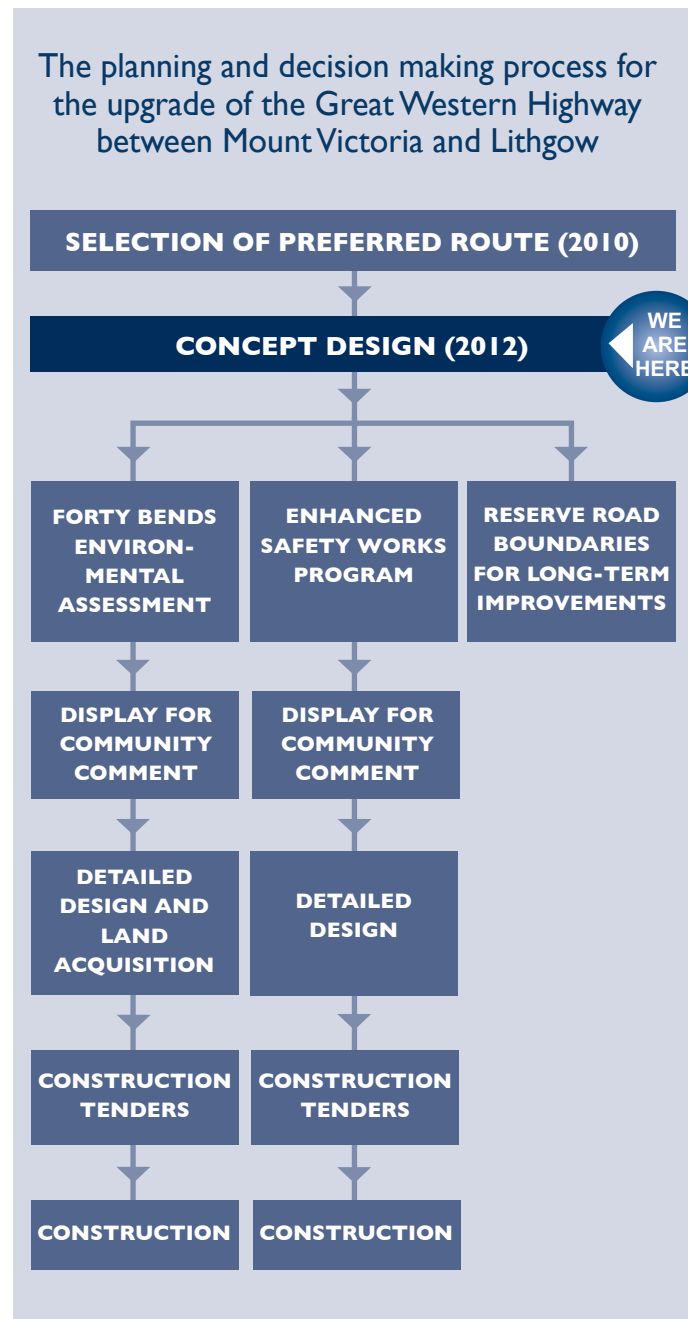 The planning and decision making process for
the upgrade of the Great Western Highway
between Mount Victoria and Lithgow
SELECTION OF PREFERRED ROUTE (2010)
CONCEPT DESIGN (2012)
WE
ARE
HERE
FORTY BENDS
ENVIRON-
MENTAL
ASSESSMENT
ENHANCED
SAFETY WORKS
PROGRAM
RESERVE ROAD
BOUNDARIES
FOR LONG-TERM
IMPROVEMENTS
DISPLAY FOR
COMMUNITY
COMMENT
DISPLAY FOR
COMMUNITY
COMMENT
DETAILED
DESIGN AND
LAND
ACQUISITION
DETAILED
DESIGN
CONSTRUCTION
TENDERS
CONSTRUCTION
TENDERS
CONSTRUCTION
CONSTRUCTION